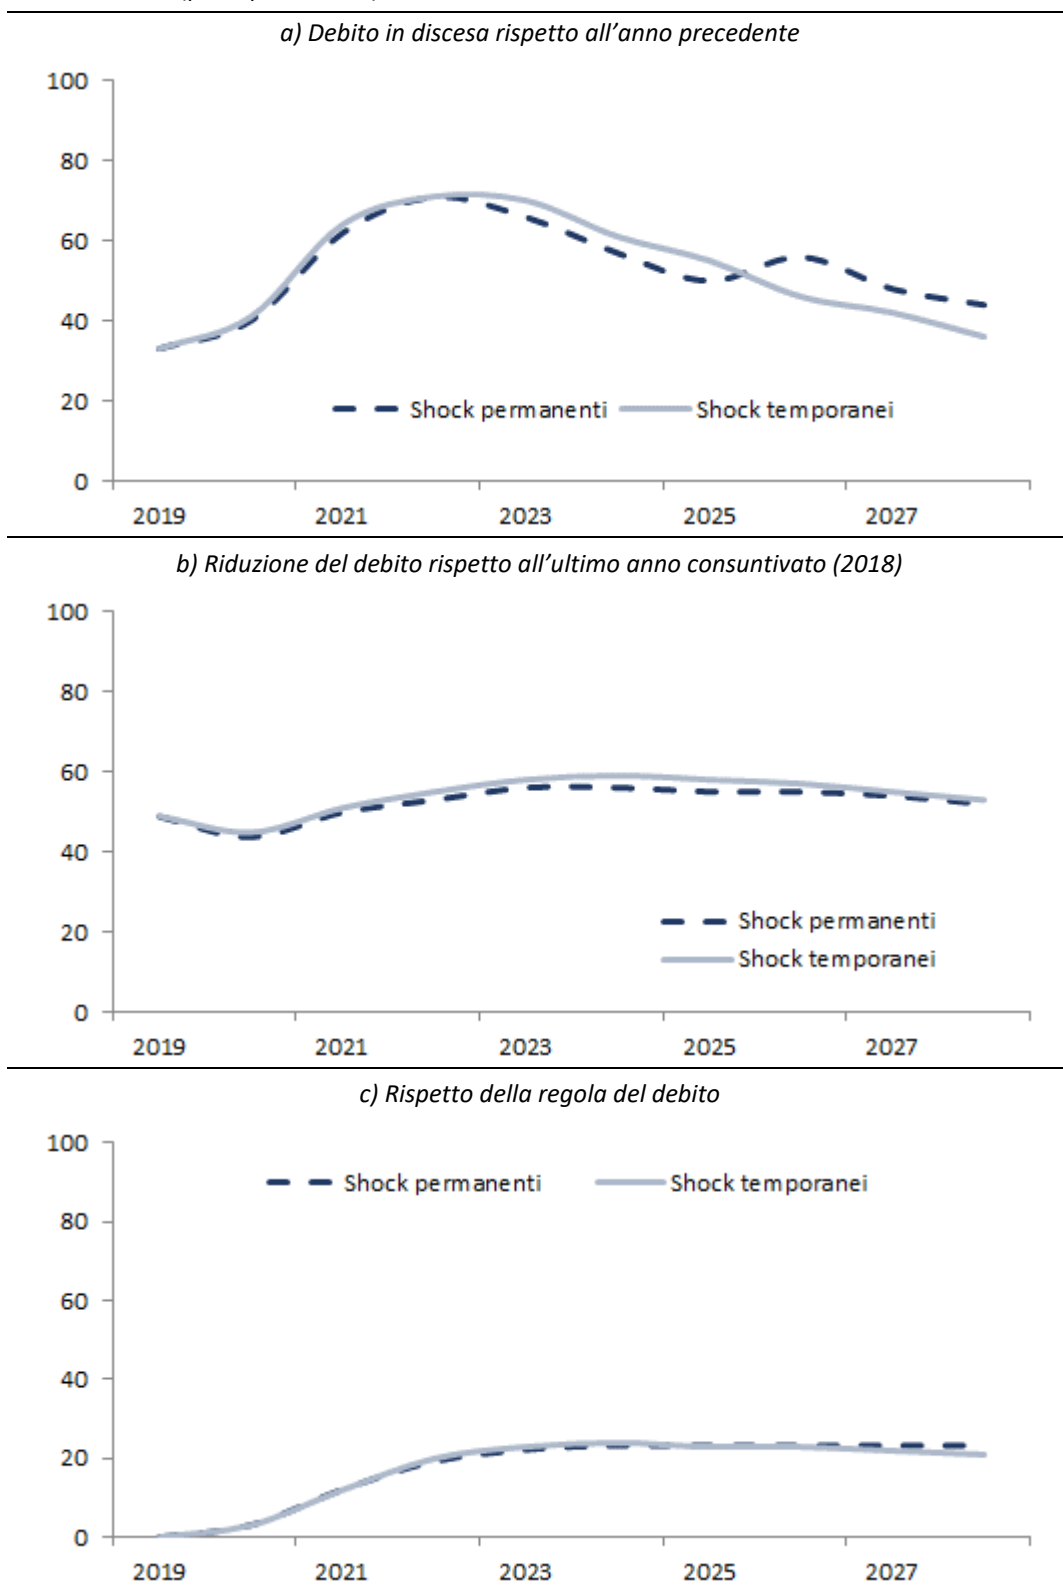 a) Debito in discesa rispetto all’anno precedente
100
80
60
40
20
0
Shock permanenti Shock temporanei
2019 2021 2023 2025 2027
b) Riduzione del debito rispetto all’ultimo anno consuntivato (2018)
100
80
60
40
20
0
Shock permanenti
Shock temporanei
2019 2021 2023 2025 2027
c) Rispetto della regola del debito
100
80
60
40
20
0
Shock permanenti Shock temporanei
2019 2021 2023 2025 2027